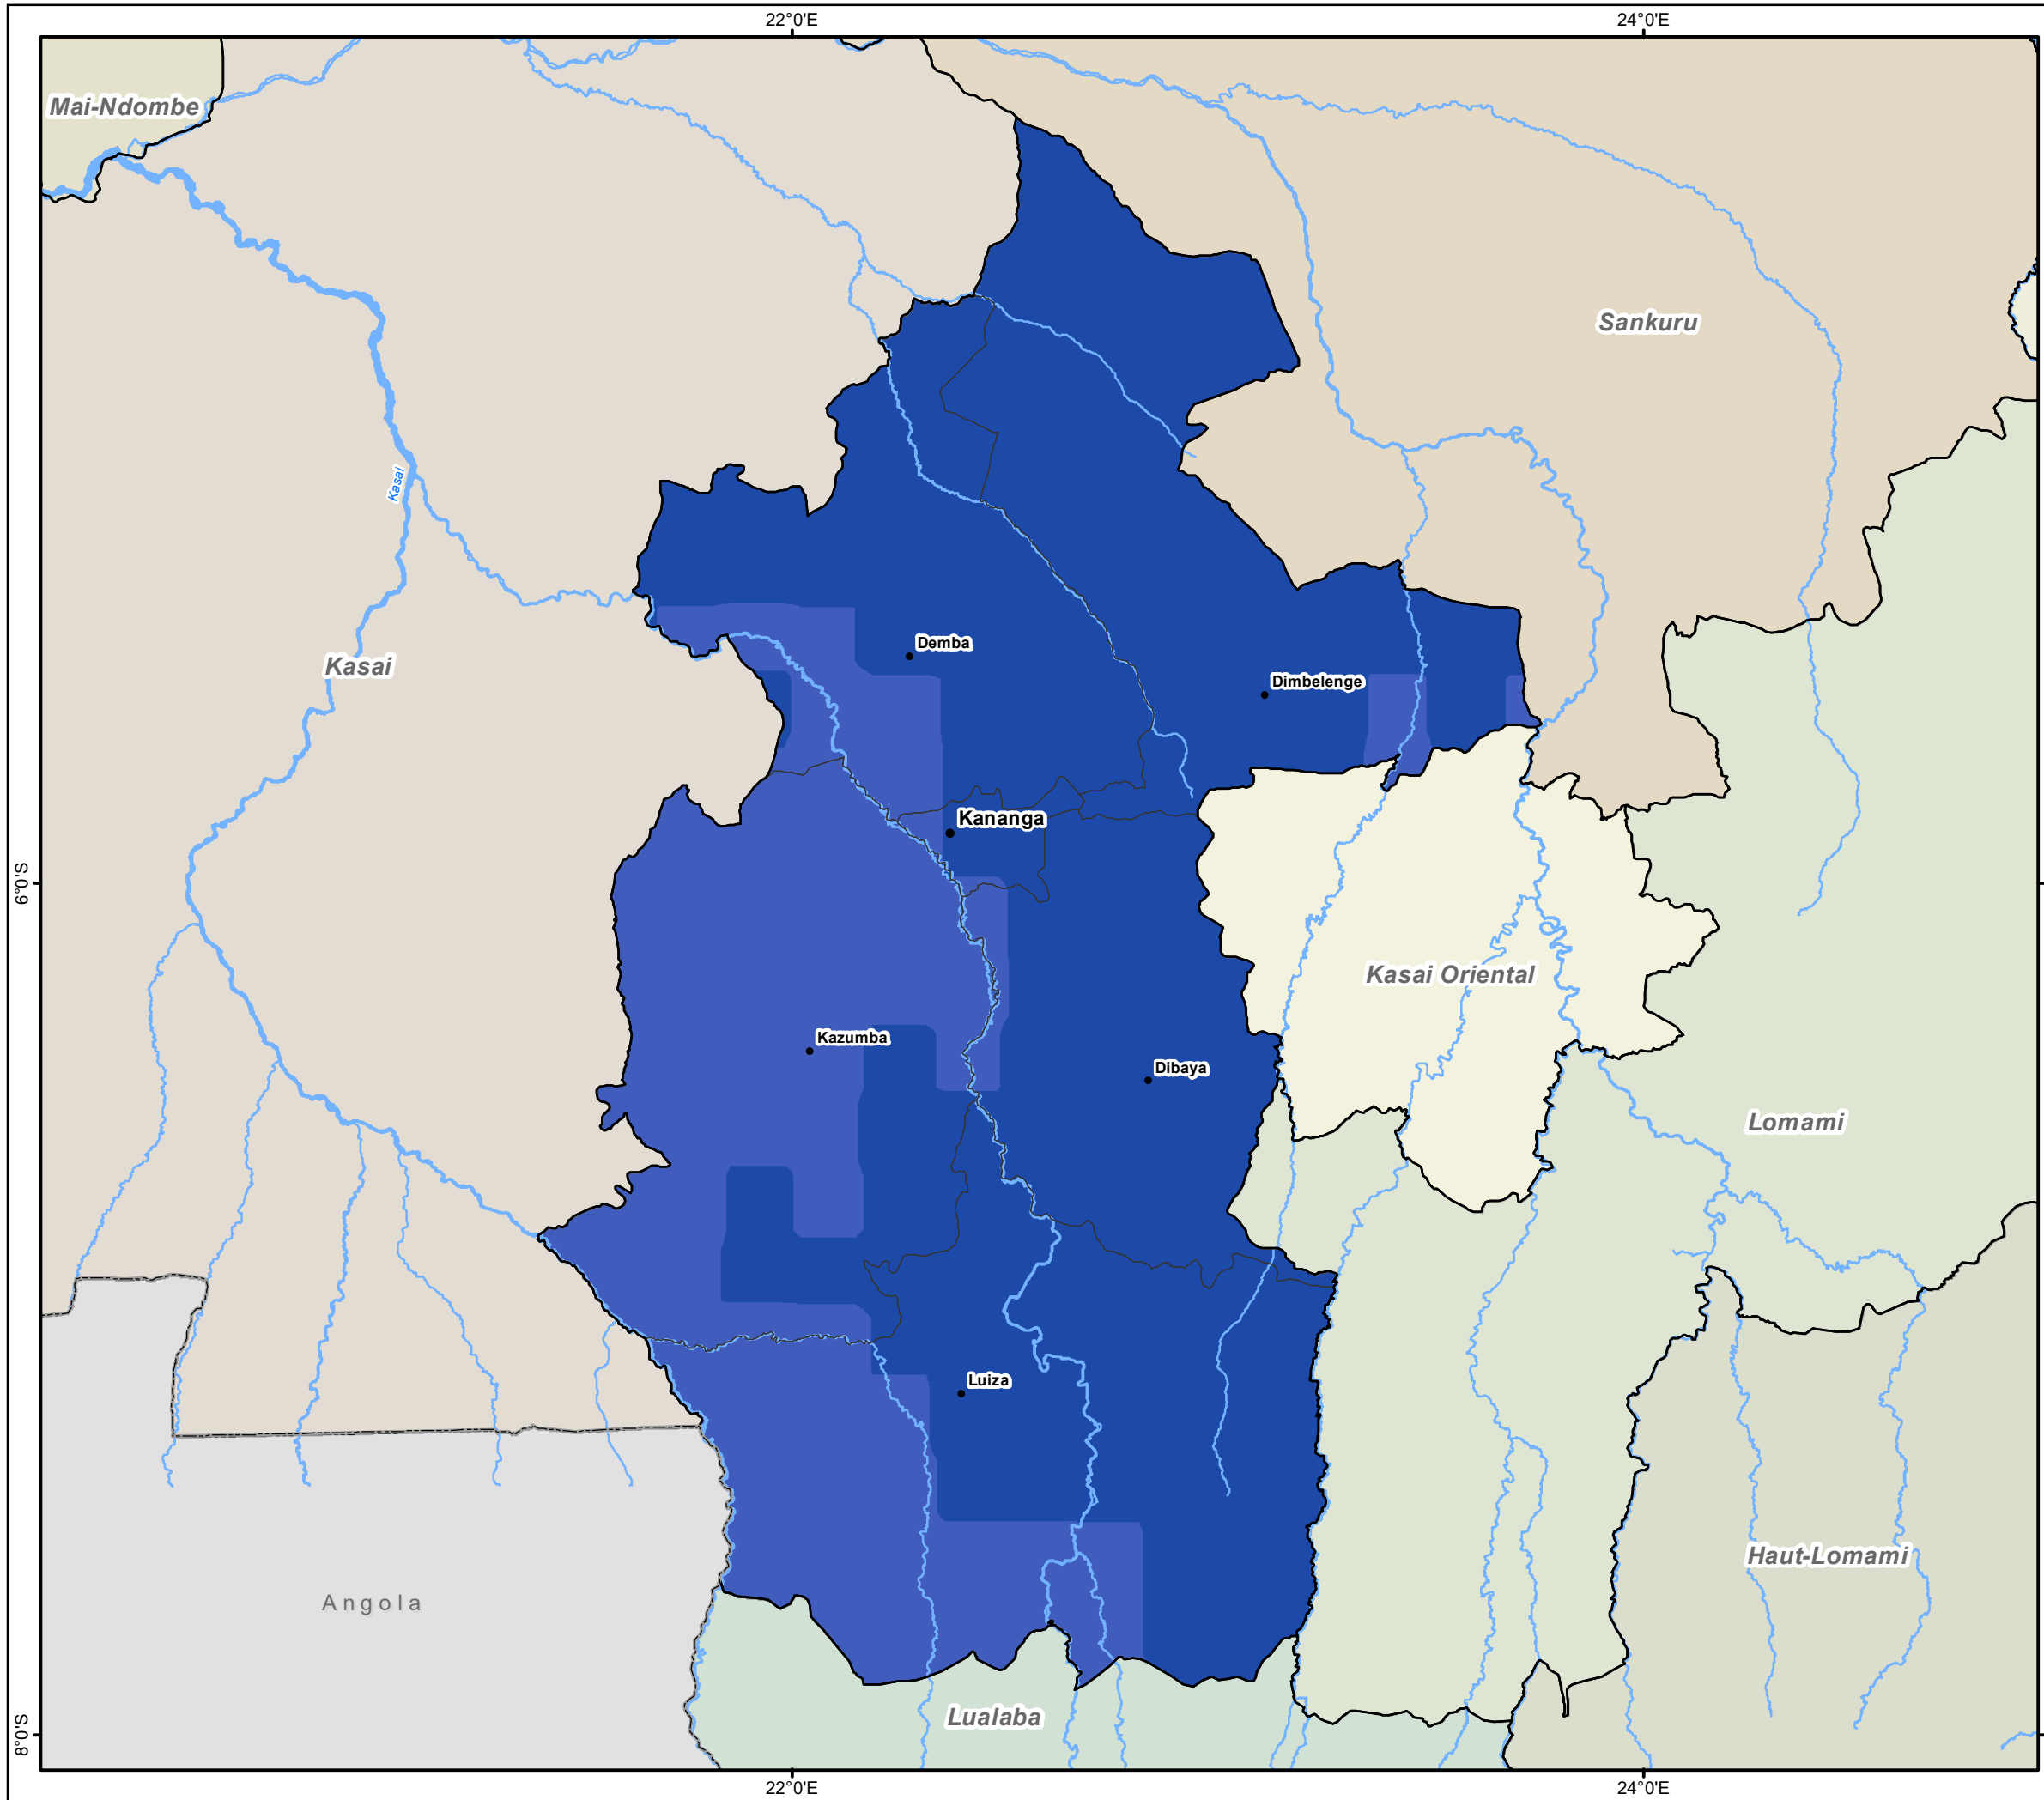 22°0'E
24°0'E
Mai-Ndombe
Sankuru
Kasai
Kasai
Demba
Dimbelenge
Kananga
6°0'S
Kasai Oriental
Kazumba
Dibaya
Lomami
Luiza
Haut-Lomami
Angola
Lualaba
8°0'S
22°0'E
24°0'E